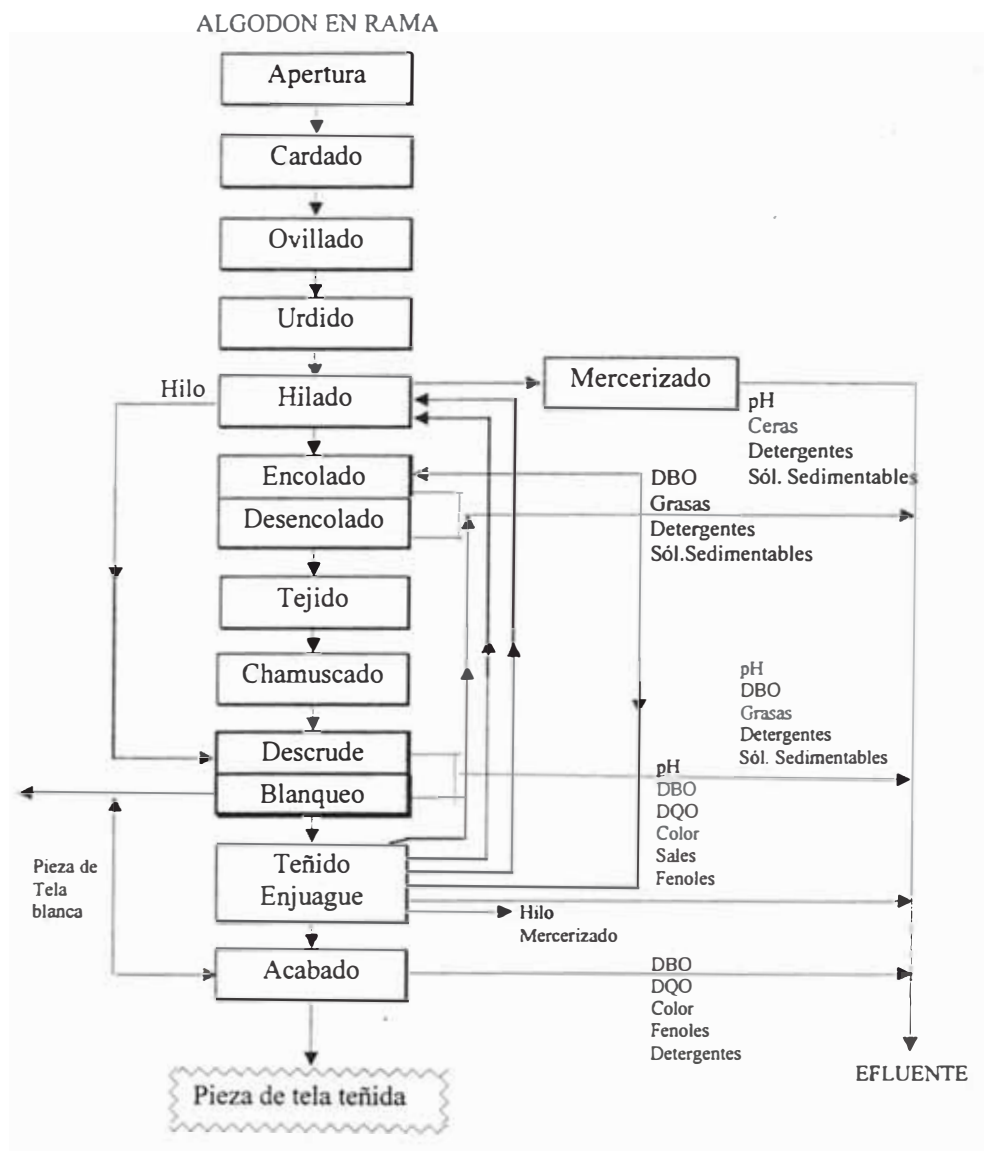 ALGODON EN RAMA
Apertura
Cardado
Ovillado
Urdido
Hilo
Hilado
Mercerizado
pH
Ceras
Detergentes
Sól. Sedimentables
Encolado
Desencolado
DBO
Grasas
Detergentes
Sól.Sedimentables
Tejido
Chamuscado
pH
DBO
Grasas
Detergentes
Sól. Sedimentables
Descrude
Blanqueo
pH
DBO
DQO
Color
Sales
Fenoles
Pieza de
Tela
blanca
Teñido
Enjuague
Hilo
Mercerizado
Acabado
DBO
DQO
Color
Fenoles
Detergentes
EFLUENTE
Pieza de tela teñida